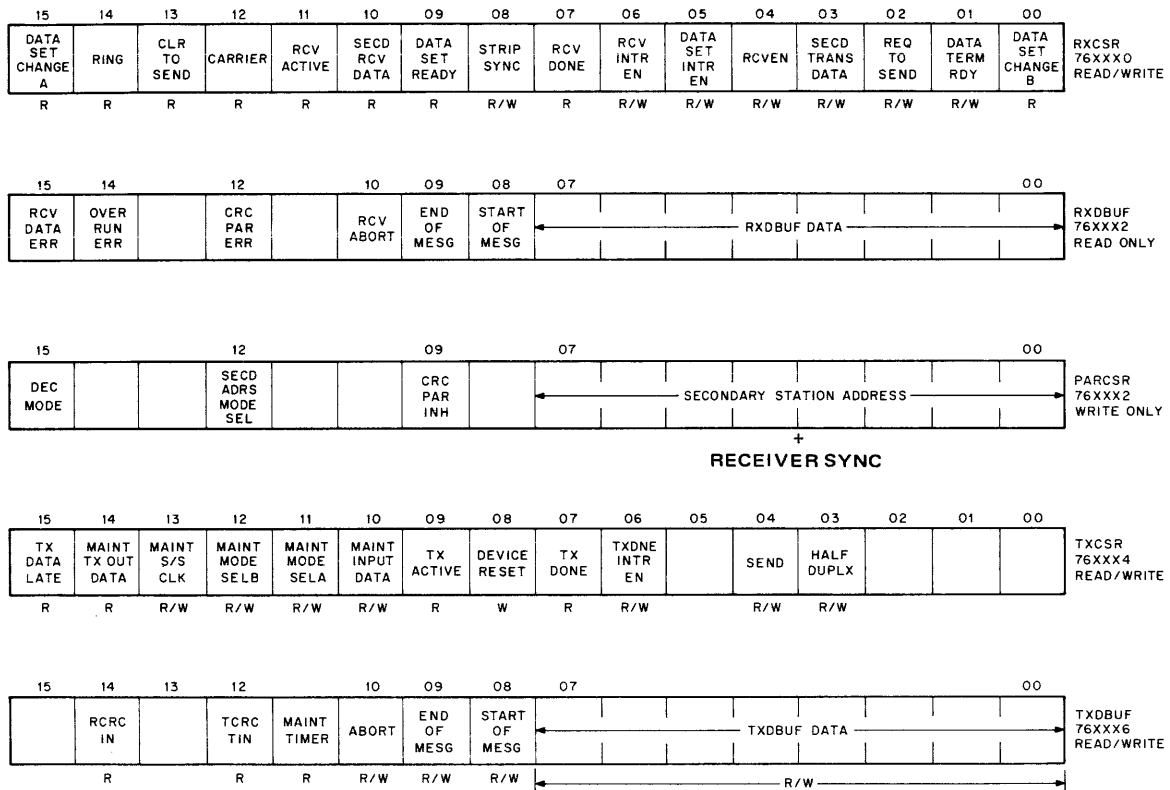 15 14 13 12 11 10 09 08 07 06 05 04 03 02 01 00
DATA SET CHANGE A
RING
CLR TO SEND
CARRIER
RCV ACTIVE
SECD RCV DATA
DATA SET READY
STRIP SYNC
RCV DONE
RCV INTR EN
DATA SET INTR EN
RCVEN
SECD TRANS DATA
REQ TO SEND
DATA TERM RDY
DATA SET CHANGE B
RXCSR
76XXX0
READ/WRITE
R R R R R R R R/W R R/W R/W R/W R/W R/W R/W R
15 14 12 10 09 08 07 00
RCV DATA ERR
OVER RUN ERR
CRC PAR ERR
RCV ABORT
END OF MESG
START OF MESG
RXDBUF DATA
RXDBUF
76XXX2
READ ONLY
15 12 09 07 00
DEC MODE
SECD ADRS MODE SEL
CRC PAR INH
SECONDARY STATION ADDRESS
PARCSR
76XXX2
WRITE ONLY
+
RECEIVER SYNC
15 14 13 12 11 10 09 08 07 06 05 04 03 02 01 00
TX DATA LATE
MAINT TX OUT DATA
MAINT S/S CLK
MAINT MODE SELB
MAINT MODE SELA
MAINT INPUT DATA
TX ACTIVE
DEVICE RESET
TX DONE
TXDNE INTR EN
SEND
HALF DUPLX
TXCSR
76XXX4
READ/WRITE
R R R/W R/W R/W R/W R W R R/W R/W R/W
15 14 13 12 10 09 08 07 00
RCRC IN
TCRC TIN
MAINT TIMER
ABORT
END OF MESG
START OF MESG
TXDBUF DATA
TXDBUF
76XXX6
READ/WRITE
R R R R/W R/W R/W R/W